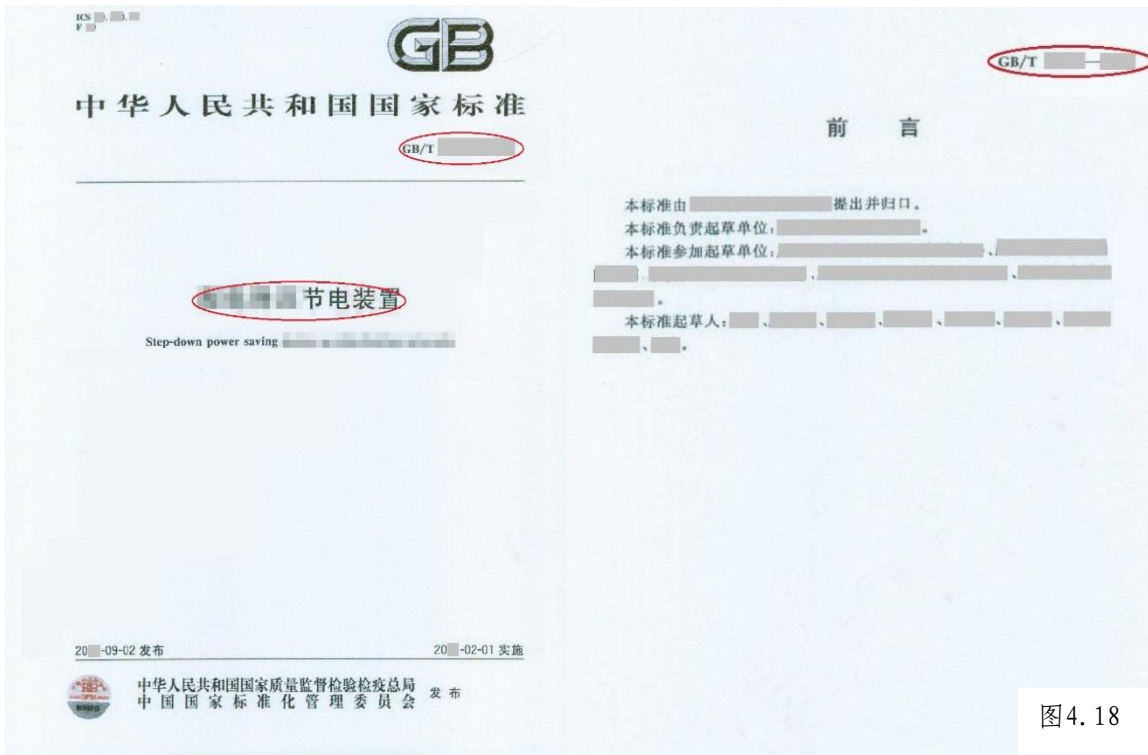 ICS
F
GB
中华人民共和国国家标准
GB/T
节电装置
Step-down power saving
20 -09-02 发布
20 -02-01 实施
中华人民共和国国家质量监督检验检疫总局
中国国家标准化管理委员会
发布
GB/T —
前 言
本标准由 提出并归口。
本标准负责起草单位: 。
本标准参加起草单位: 、
、 、 、
。
本标准起草人: 、 、 、 、 、 、
、 。
图4.18